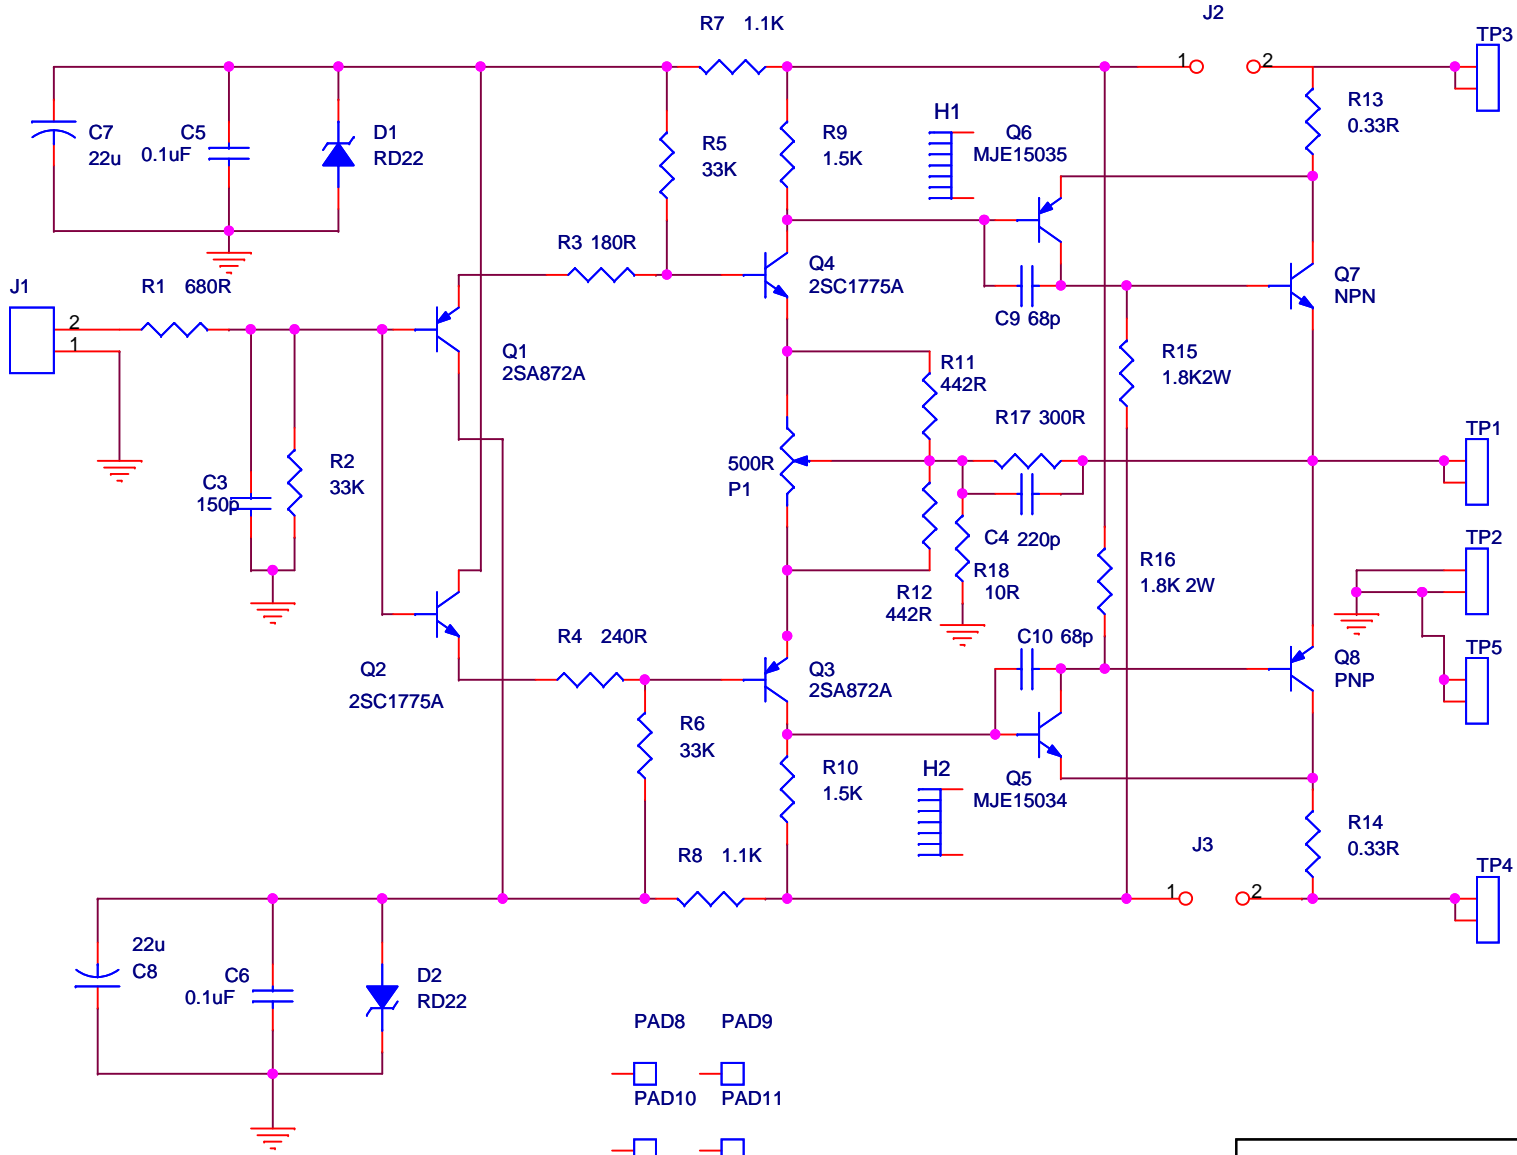 J2
R7 1.1K
TP3
1 2
C7
22u
C5
0.1uF
D1
RD22
R5
33K
R9
1.5K
H1
Q6
MJE15035
R13
0.33R
R3 180R
Q4
2SC1775A
C9 68p
Q7
NPN
J1
R1 680R
2
1
Q1
2SA872A
R11
442R
R15
1.8K2W
R17 300R
TP1
C3
150p
R2
33K
500R
P1
C4 220p
R18
10R
R12
442R
R16
1.8K 2W
TP2
C10 68p
R4 240R
Q2
2SC1775A
Q3
2SA872A
Q8
PNP
TP5
R6
33K
R10
1.5K
H2
Q5
MJE15034
R14
0.33R
J3
R8 1.1K
TP4
1 2
22u
C8
C6
0.1uF
D2
RD22
PAD8 PAD9
PAD10 PAD11